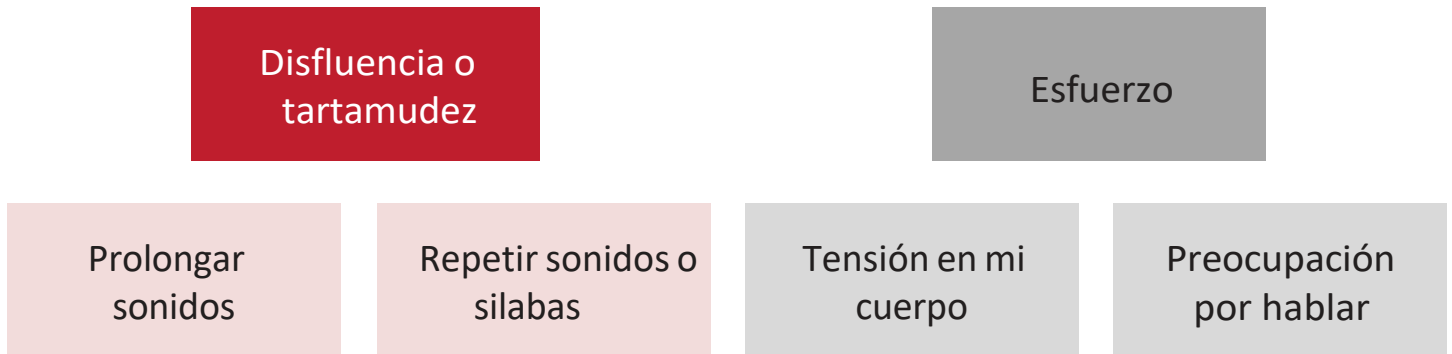 Disfluencia o
tartamudez
Esfuerzo
Prolongar
sonidos
Repetir sonidos o
silabas
Tensión en mi
cuerpo
Preocupación
por hablar